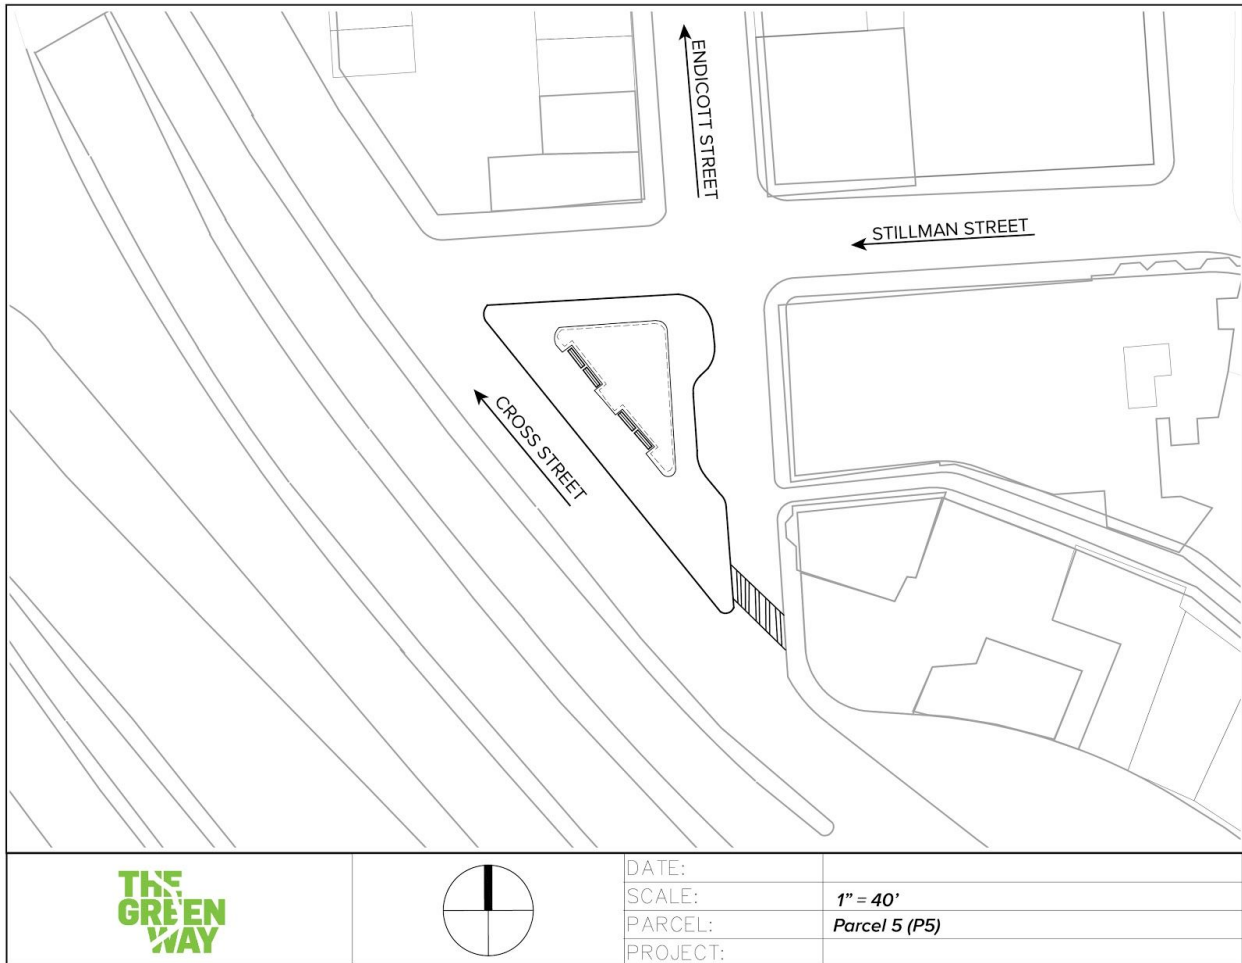 ENDICOTT STREET
STILLMAN STREET
CROSS STREET
THE
GREEN
WAY
DATE:
SCALE: 1" = 40'
PARCEL: Parcel 5 (P5)
PROJECT: